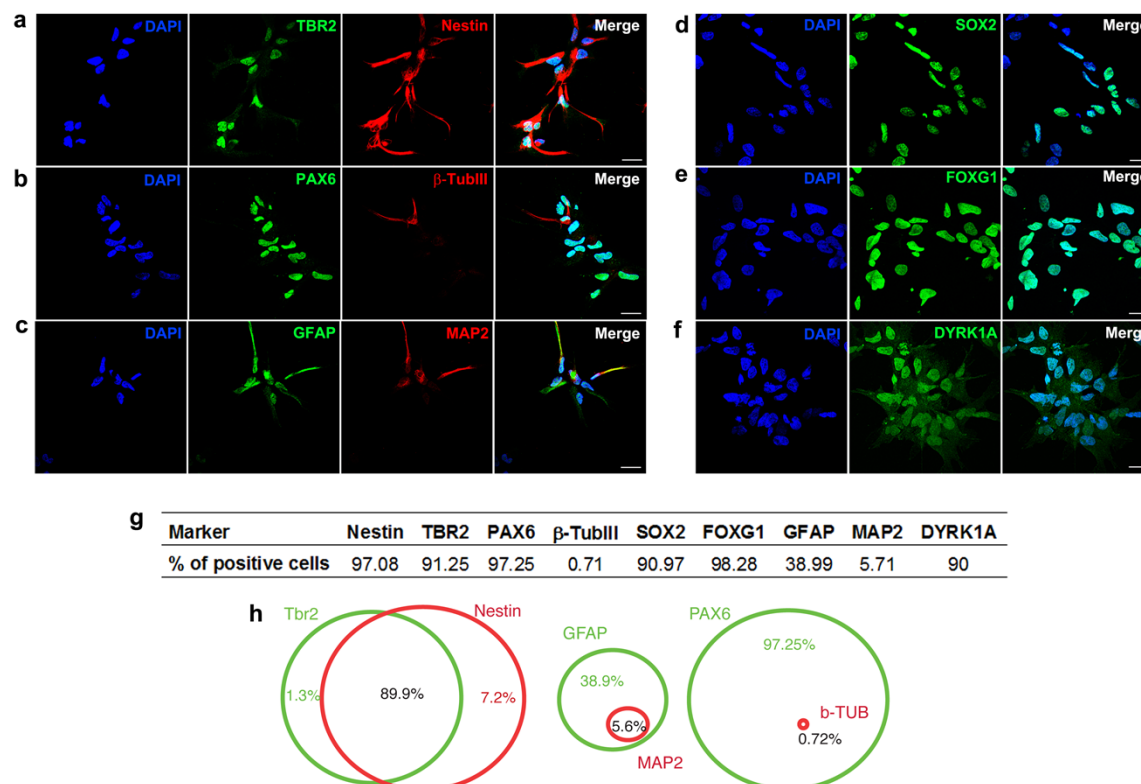 a DAPI TBR2 Nestin Merge
b DAPI PAX6 β-TubIII Merge
c DAPI GFAP MAP2 Merge
d DAPI SOX2 Merge
e DAPI FOXG1 Merge
f DAPI DYRK1A Merge
g
Marker Nestin TBR2 PAX6 β-TubIII SOX2 FOXG1 GFAP MAP2 DYRK1A
% of positive cells 97.08 91.25 97.25 0.71 90.97 98.28 38.99 5.71 90
h
Tbr2 Nestin
1.3% 89.9% 7.2%
GFAP
38.9%
5.6%
MAP2
PAX6
97.25%
b-TUB
0.72%